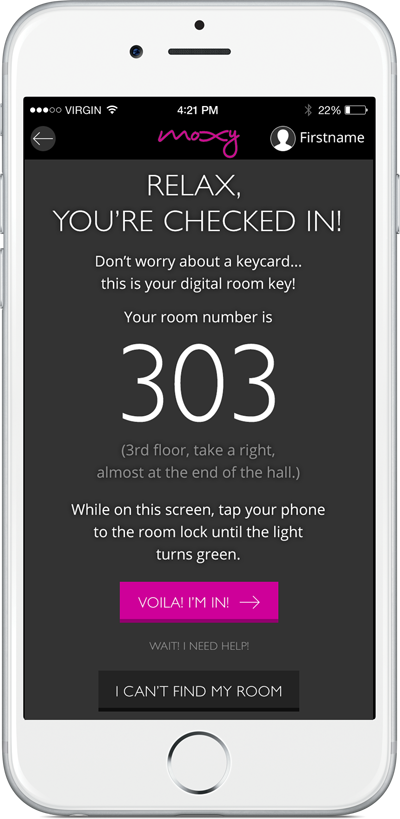 VIRGIN 4:21 PM 22%
moxy Firstname
RELAX,
YOU'RE CHECKED IN!
Don't worry about a keycard...
this is your digital room key!
Your room number is
303
(3rd floor, take a right,
almost at the end of the hall.)
While on this screen, tap your phone
to the room lock until the light
turns green.
VOILA! I'M IN!
WAIT! I NEED HELP!
I CAN'T FIND MY ROOM